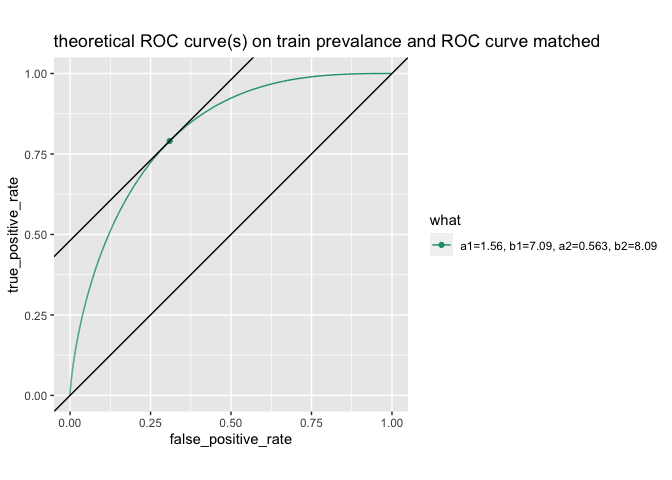 theoretical ROC curve(s) on train prevalance and ROC curve matched
1.00
0.75
0.50
0.25
0.00
true_positive_rate
0.00 0.25 0.50 0.75 1.00
false_positive_rate
what
a1=1.56, b1=7.09, a2=0.563, b2=8.09